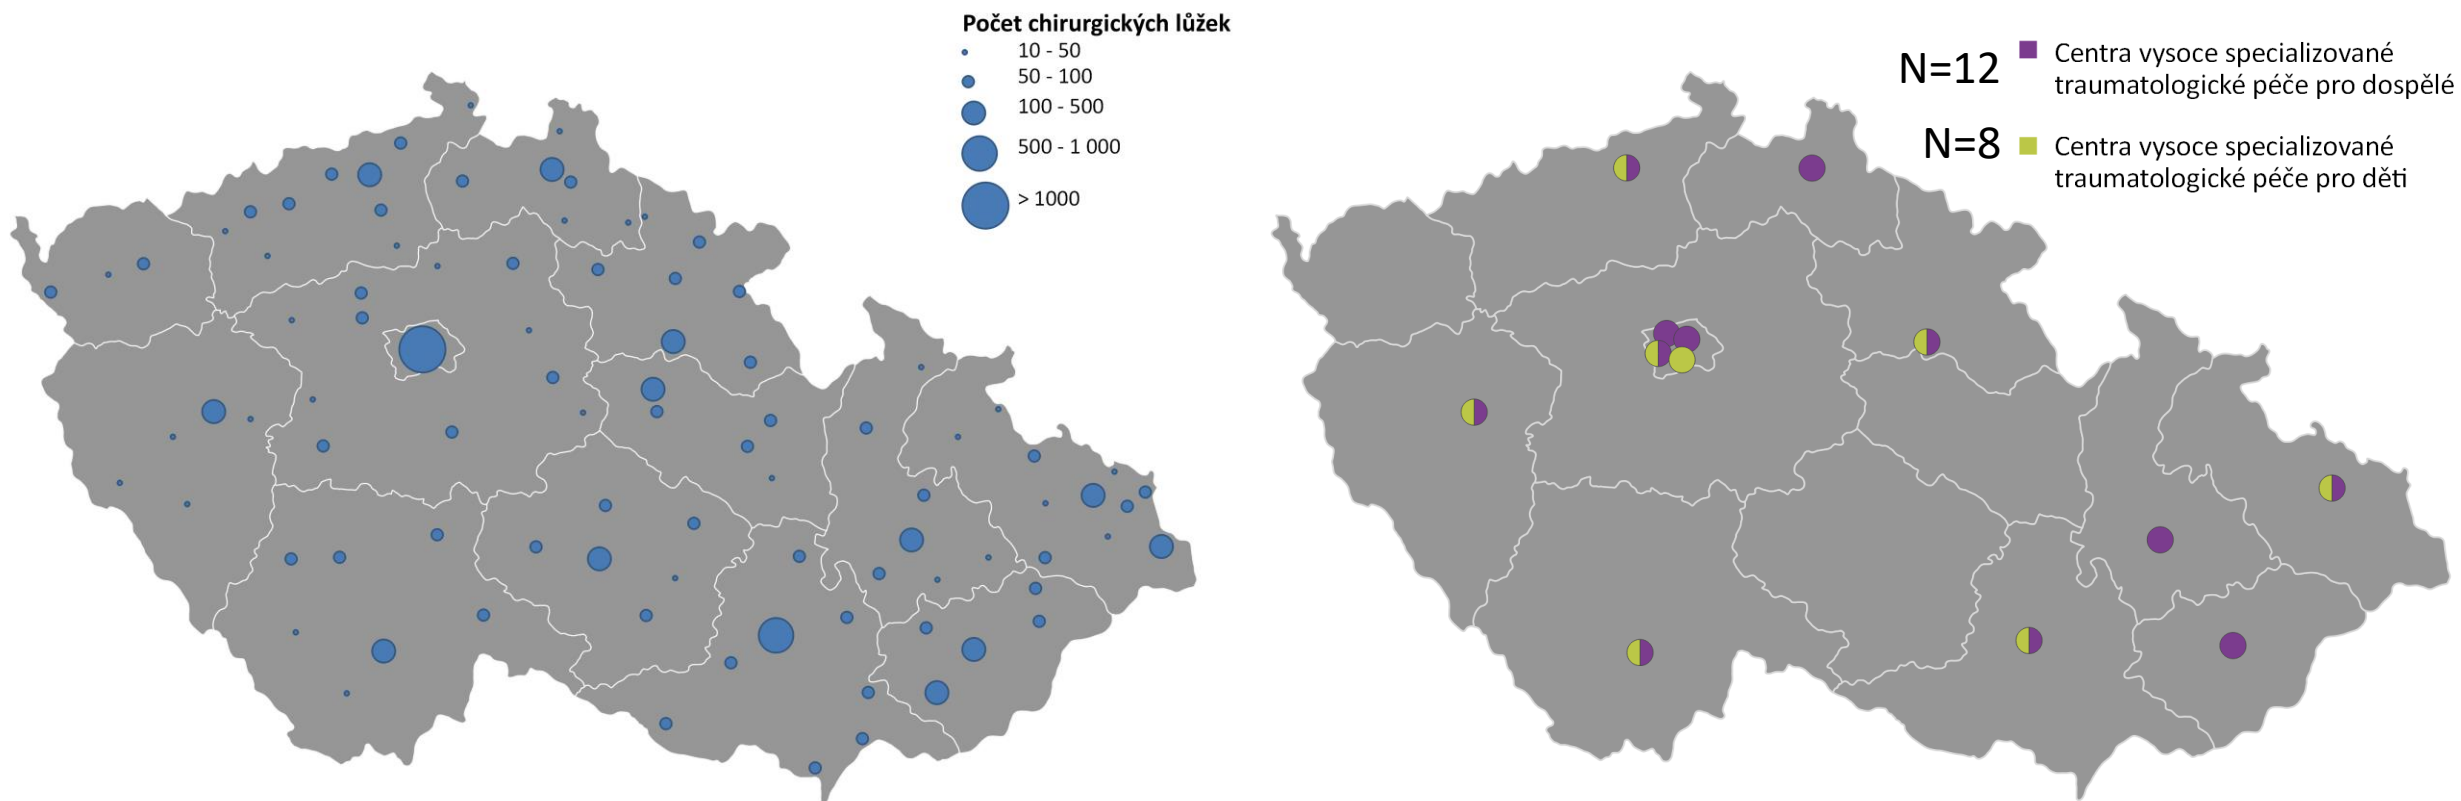 Počet chirurgických lůžek
10 - 50
50 - 100
100 - 500
500 - 1 000
> 1000
N=12
Centra vysoce specializované
traumatologické péče pro dospělé
N=8
Centra vysoce specializované
traumatologické péče pro děti